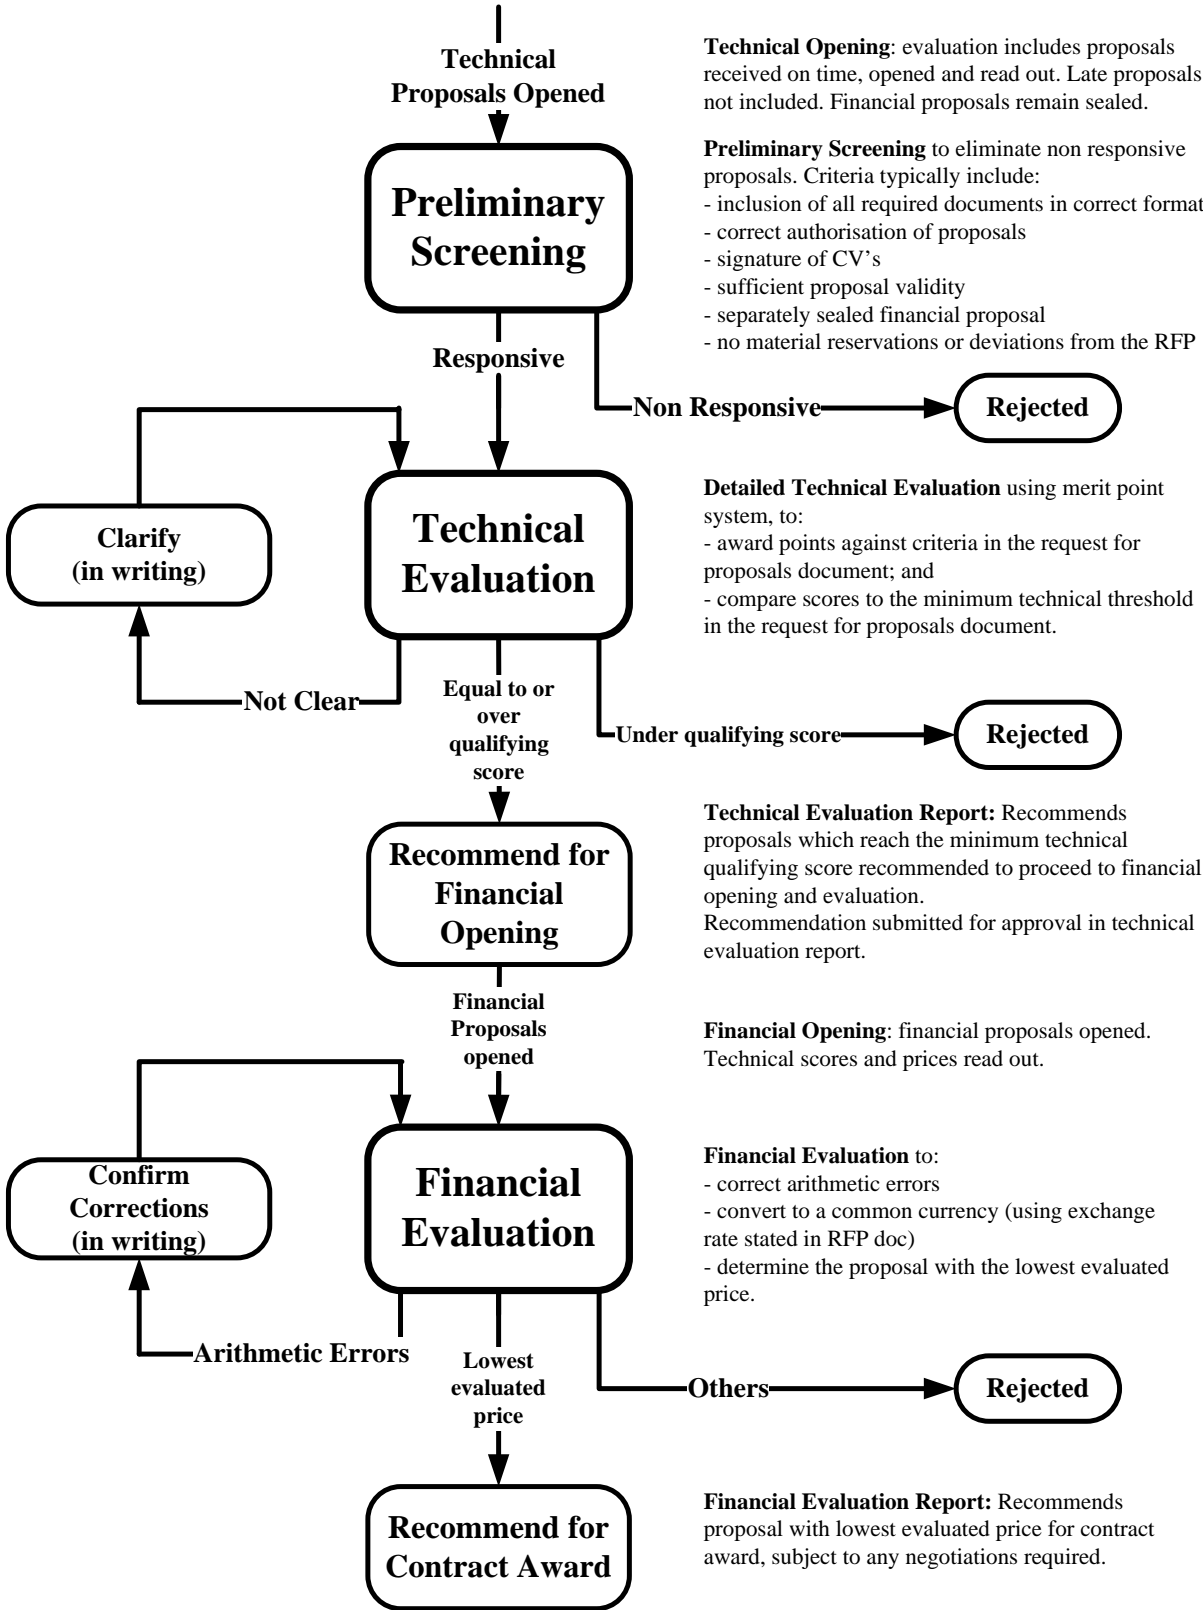 Technical
Proposals Opened
Technical Opening: evaluation includes proposals
received on time, opened and read out. Late proposals
not included. Financial proposals remain sealed.
Preliminary
Screening
Preliminary Screening to eliminate non responsive
proposals. Criteria typically include:
- inclusion of all required documents in correct format
- correct authorisation of proposals
- signature of CV's
- sufficient proposal validity
- separately sealed financial proposal
- no material reservations or deviations from the RFP
Responsive
Non Responsive
Rejected
Clarify
(in writing)
Technical
Evaluation
Detailed Technical Evaluation using merit point
system, to:
- award points against criteria in the request for
proposals document; and
- compare scores to the minimum technical threshold
in the request for proposals document.
Not Clear
Equal to or
over
qualifying
score
Under qualifying score
Rejected
Recommend for
Financial
Opening
Technical Evaluation Report: Recommends
proposals which reach the minimum technical
qualifying score recommended to proceed to financial
opening and evaluation.
Recommendation submitted for approval in technical
evaluation report.
Financial
Proposals
opened
Financial Opening: financial proposals opened.
Technical scores and prices read out.
Confirm
Corrections
(in writing)
Financial
Evaluation
Financial Evaluation to:
- correct arithmetic errors
- convert to a common currency (using exchange
rate stated in RFP doc)
- determine the proposal with the lowest evaluated
price.
Arithmetic Errors
Lowest
evaluated
price
Others
Rejected
Recommend for
Contract Award
Financial Evaluation Report: Recommends
proposal with lowest evaluated price for contract
award, subject to any negotiations required.